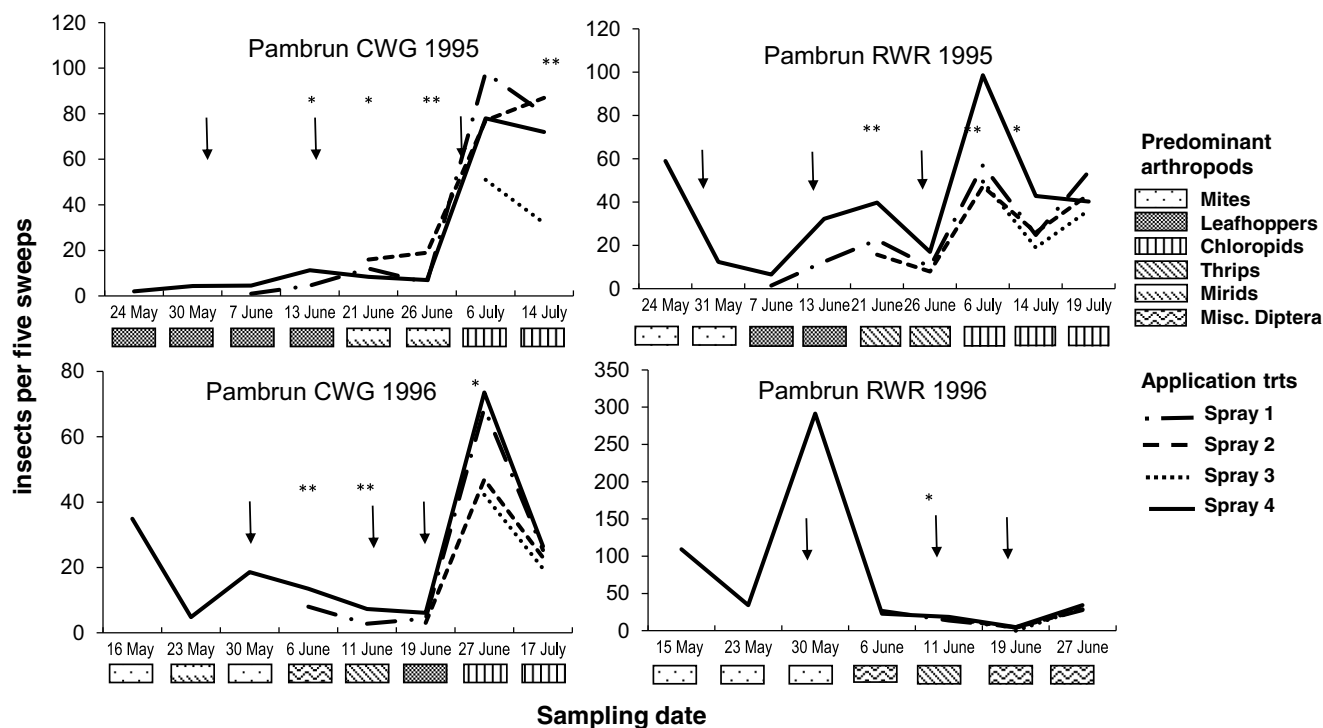 insects per five sweeps
Pambrun CWG 1995
120
100
80
60
40
20
0
** 
* * **
24 May 30 May 7 June 13 June 21 June 26 June 6 July 14 July
Pambrun RWR 1995
120
100
80
60
40
20
0
** ** *
24 May 31 May 7 June 13 June 21 June 26 June 6 July 14 July 19 July
Pambrun CWG 1996
80
60
40
20
0
*
** **
16 May 23 May 30 May 6 June 11 June 19 June 27 June 17 July
Pambrun RWR 1996
350
300
250
200
150
100
50
0
*
15 May 23 May 30 May 6 June 11 June 19 June 27 June
Sampling date
Predominant
arthropods
Mites
Leafhoppers
Chloropids
Thrips
Mirids
Misc. Diptera
Application trts
Spray 1
Spray 2
Spray 3
Spray 4